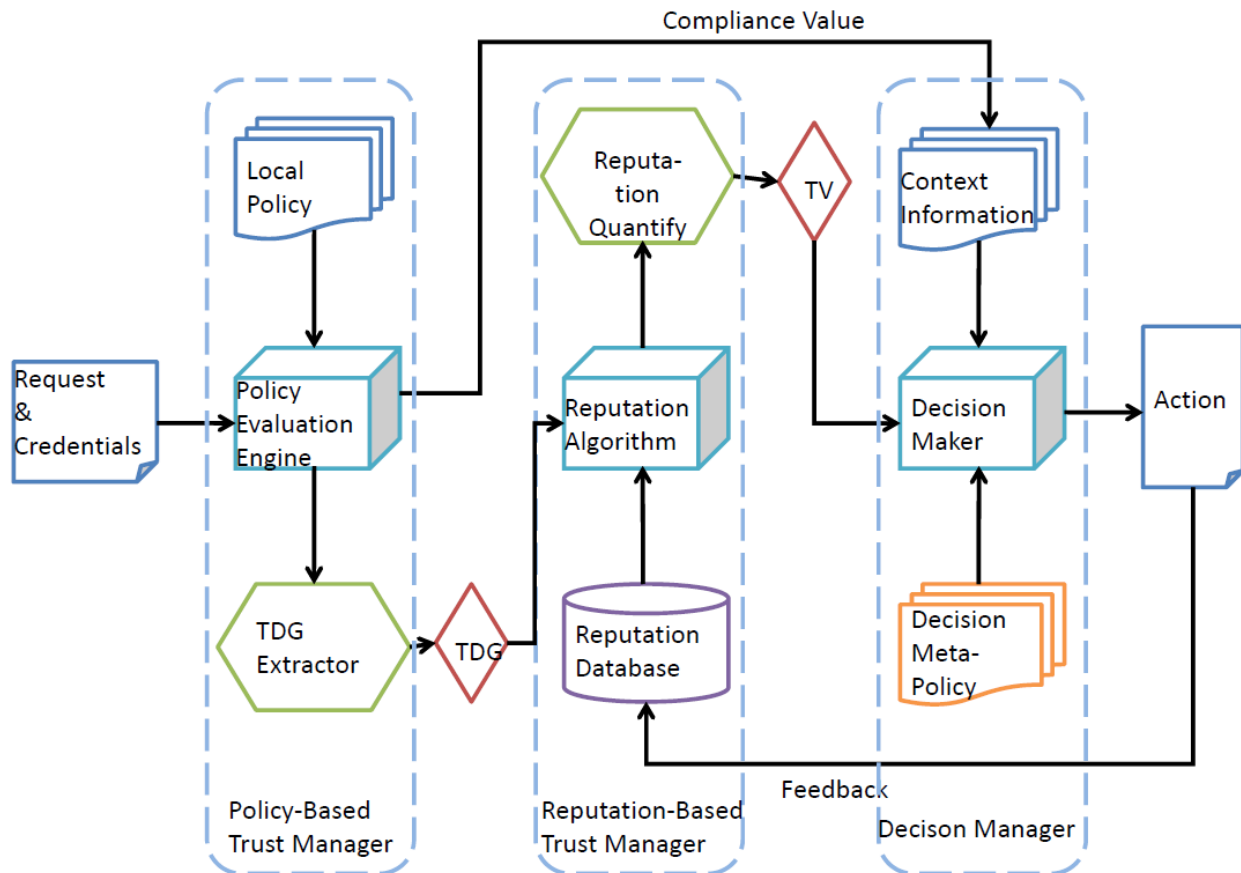 Compliance Value
Local
Policy
Reputa-
tion
Quantify
TV
Context
Information
Request
&
Credentials
Policy
Evaluation
Engine
Reputation
Algorithm
Decision
Maker
Action
TDG
Extractor
TDG
Reputation
Database
Decision
Meta-
Policy
Feedback
Policy-Based
Trust Manager
Reputation-Based
Trust Manager
Decison Manager